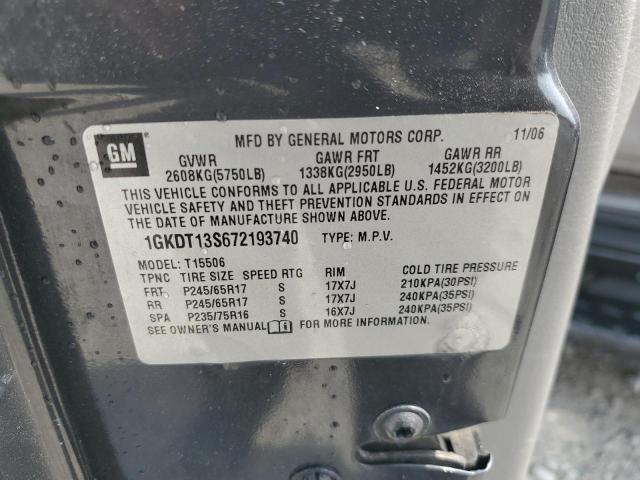 GM
MFD BY GENERAL MOTORS CORP. 11/06
GVWR GAWR FRT GAWR RR
2608KG(5750LB) 1338KG(2950LB) 1452KG(3200LB)
THIS VEHICLE CONFORMS TO ALL APPLICABLE U.S. FEDERAL MOTOR
VEHICLE SAFETY AND THEFT PREVENTION STANDARDS IN EFFECT ON
THE DATE OF MANUFACTURE SHOWN ABOVE.
1GKDT13S672193740 TYPE: M.P.V.
MODEL: T15506
TPNC TIRE SIZE SPEED RTG RIM COLD TIRE PRESSURE
FRT P245/65R17 S 17X7J 210KPA(30PSI)
RR P245/65R17 S 17X7J 240KPA(35PSI)
SPA P235/75R16 S 16X7J 240KPA(35PSI)
SEE OWNER'S MANUAL FOR MORE INFORMATION.